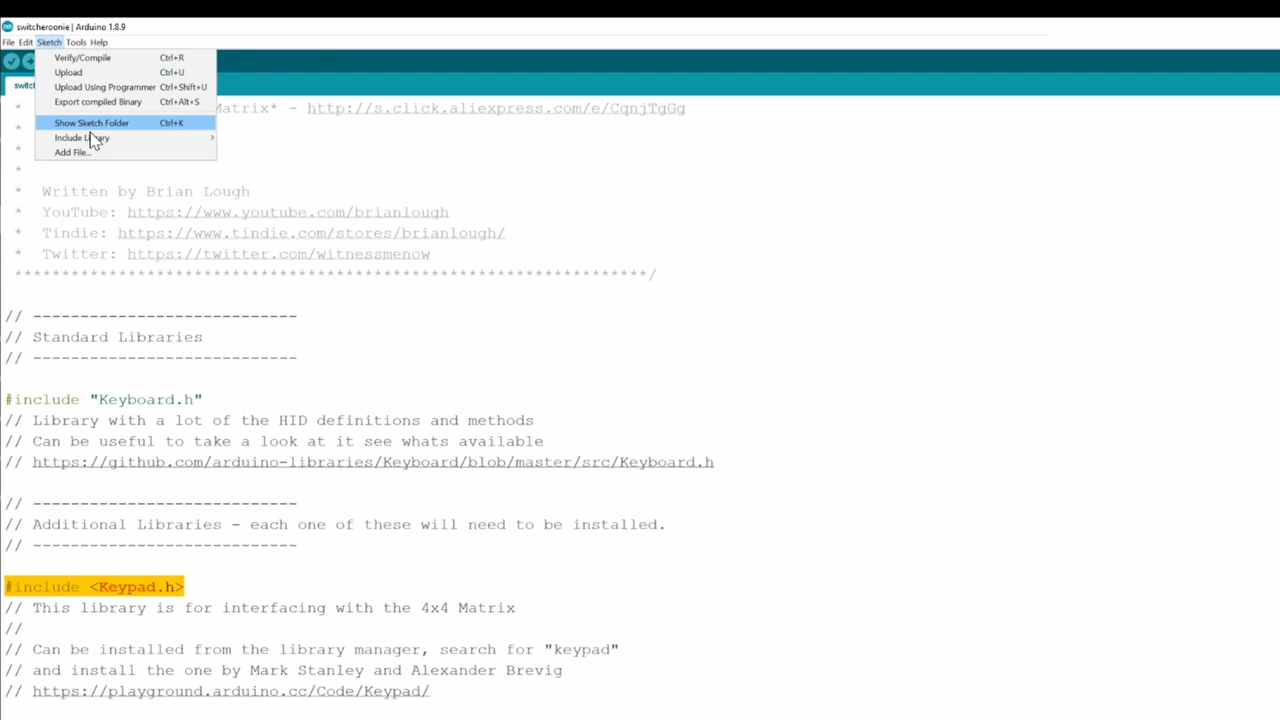 switcheroonie | Arduino 1.8.9
File Edit Sketch Tools Help
Verify/Compile Ctrl+R
Upload Ctrl+U
Upload Using Programmer Ctrl+Shift+U
Export compiled Binary Ctrl+Alt+S
Show Sketch Folder Ctrl+K
Include Library
Add File...
* Matrix* - http://s.click.aliexpress.com/e/CqnjTgGg
*
*
*
* Written by Brian Lough
* YouTube: https://www.youtube.com/brianlough
* Tindie: https://www.tindie.com/stores/brianlough/
* Twitter: https://twitter.com/witnessmenow
*******************************************************************/
// ----------------------------
// Standard Libraries
// ----------------------------
#include "Keyboard.h"
// Library with a lot of the HID definitions and methods
// Can be useful to take a look at it see whats available
// https://github.com/arduino-libraries/Keyboard/blob/master/src/Keyboard.h
// ----------------------------
// Additional Libraries - each one of these will need to be installed.
// ----------------------------
#include <Keypad.h>
// This library is for interfacing with the 4x4 Matrix
//
// Can be installed from the library manager, search for "keypad"
// and install the one by Mark Stanley and Alexander Brevig
// https://playground.arduino.cc/Code/Keypad/